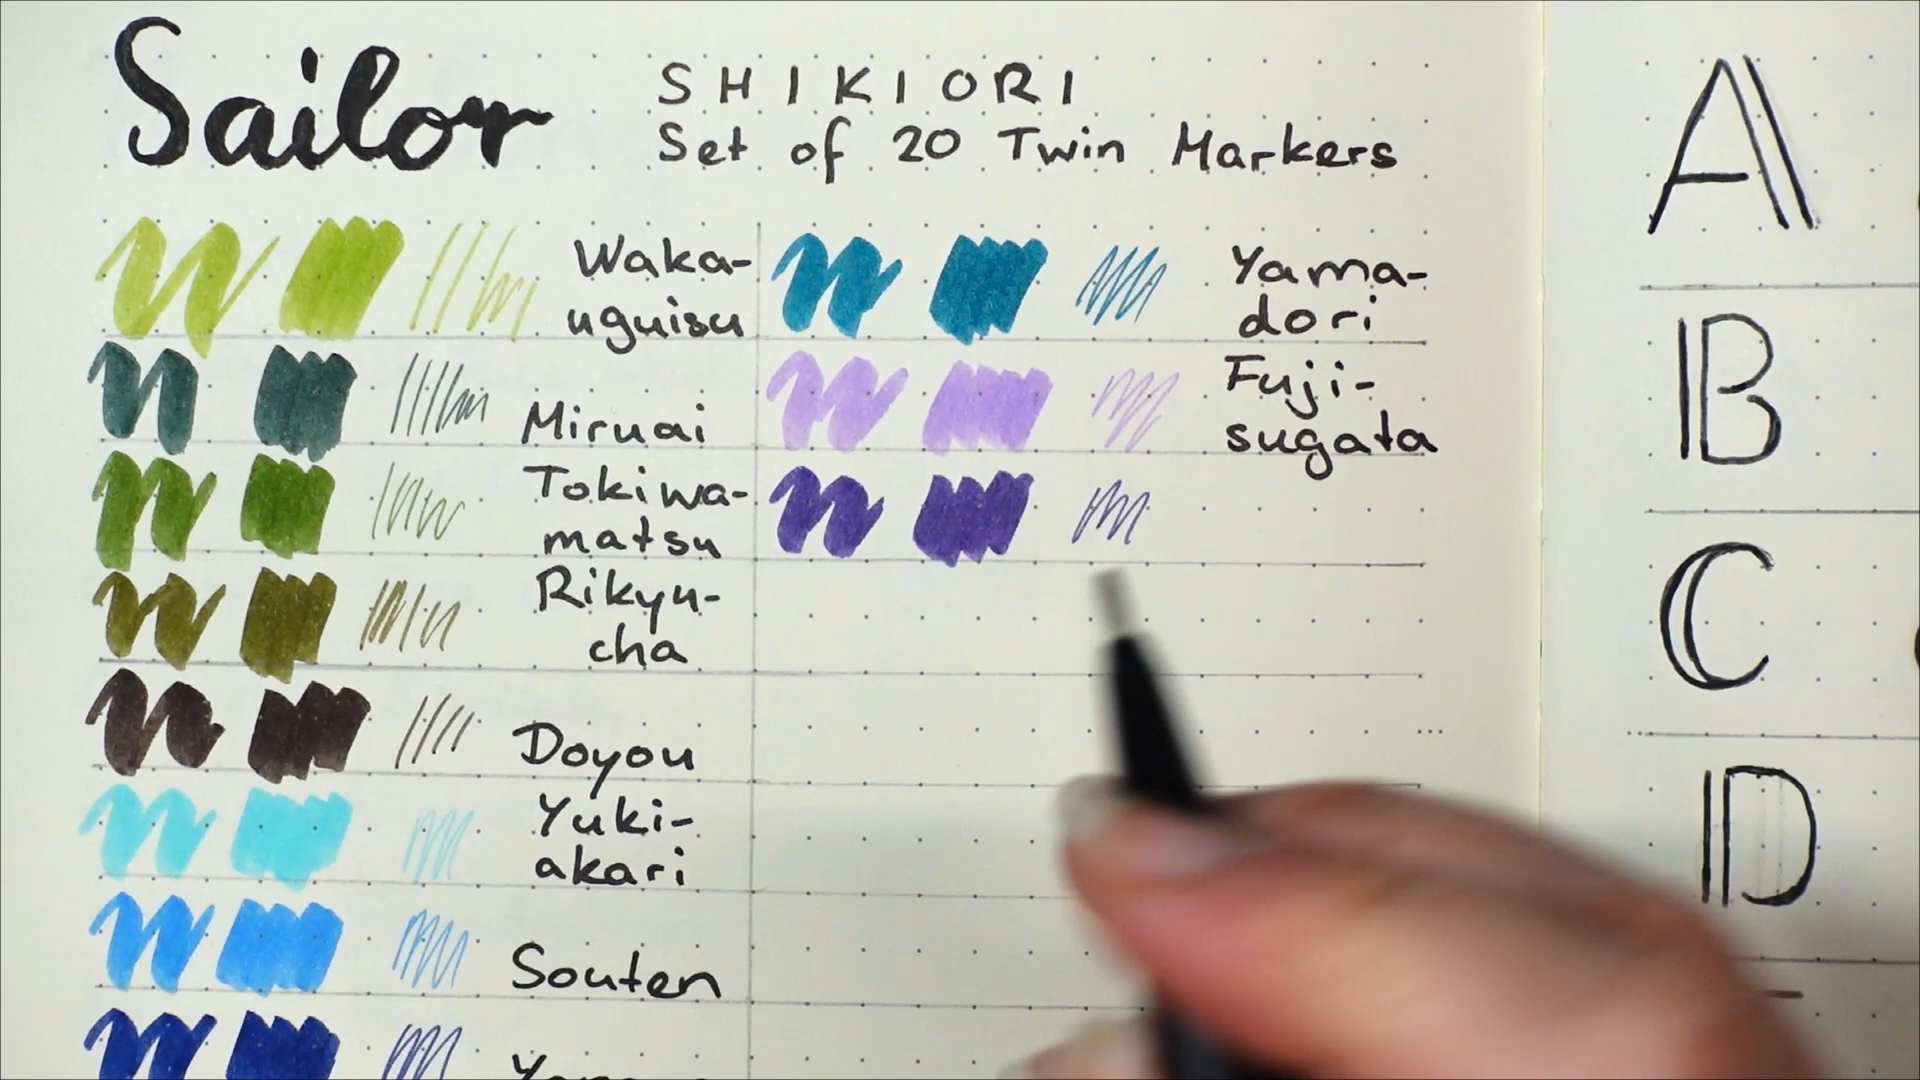 Sailor
SHIKIORI
Set of 20 Twin Markers
Waka-
uguisu
Miruai
Tokiwa-
matsu
Rikyu-
cha
Doyou
Yuki-
akari
Souten
Yama-
dori
Fuji-
sugata
A
B
C
D